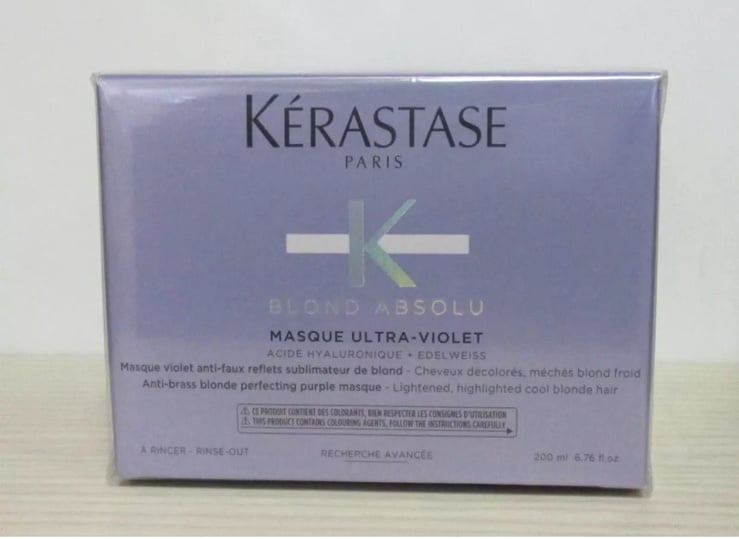 KÉRASTASE
PARIS
K
BLOND ABSOLU
MASQUE ULTRA-VIOLET
ACIDE HYALURONIQUE + EDELWEISS
Masque violet anti-faux reflets sublimateur de blond - Cheveux décolorés, méchés blond froid
Anti-brass blonde perfecting purple masque - Lightened, highlighted cool blonde hair
⚠ CE PRODUIT CONTIENT DES COLORANTS, BIEN RESPECTER LES CONSIGNES D'UTILISATION
⚠ THIS PRODUCT CONTAINS COLOURING AGENTS, FOLLOW THE INSTRUCTIONS CAREFULLY
À RINCER - RINSE-OUT RECHERCHE AVANCÉE 200 ml 6.76 fl.oz